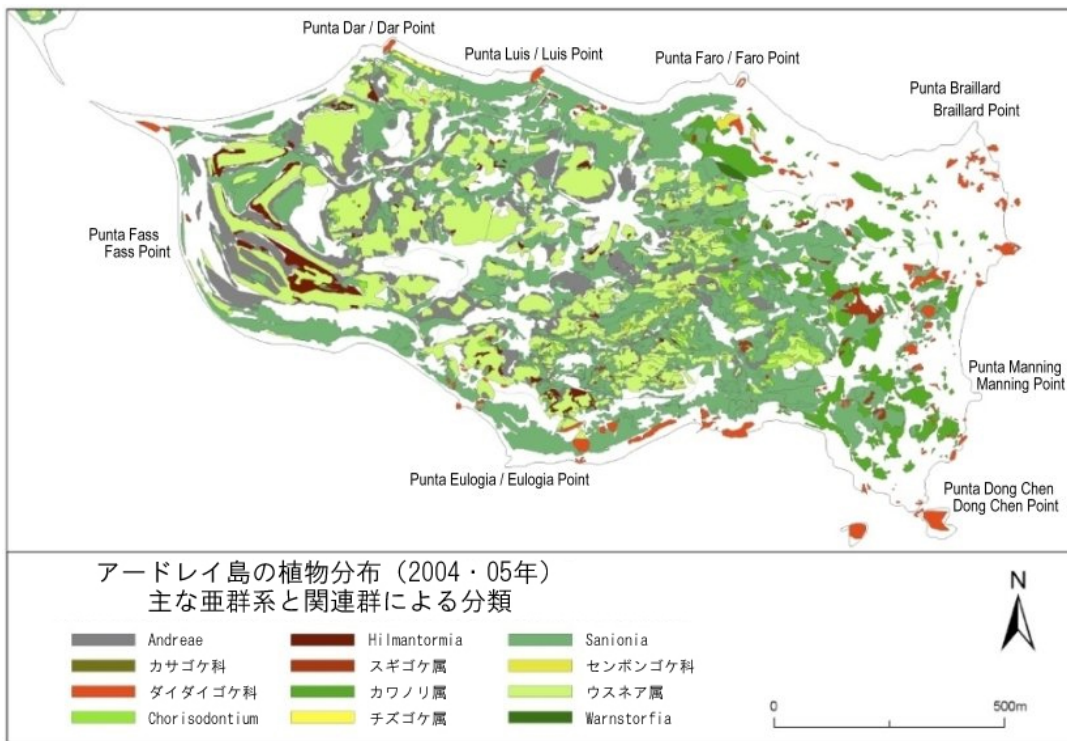 Punta Dar / Dar Point
Punta Luis / Luis Point
Punta Faro / Faro Point
Punta Braillard
Braillard Point
Punta Fass
Fass Point
Punta Manning
Manning Point
Punta Eulogia / Eulogia Point
Punta Dong Chen
Dong Chen Point
アードレイ島の植物分布（2004・05年）
主な亜群系と関連群による分類
Andreae
カサゴケ科
ダイダイゴケ科
Chorisodontium
Hilmantormia
スギゴケ属
カワノリ属
チズゴケ属
Sanionia
センボンゴケ科
ウスネア属
Warnstorfia
N
0 500m